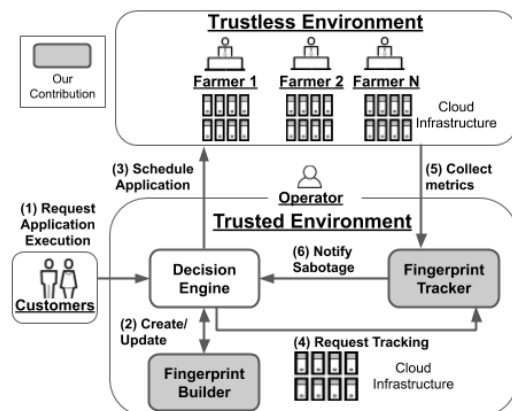 Trustless Environment
Our
Contribution
Farmer 1
Farmer 2
Farmer N
Cloud
Infrastructure
(3) Schedule
Application
Operator
(5) Collect
metrics
(1) Request
Application
Execution
Trusted Environment
Customers
Decision
Engine
(6) Notify
Sabotage
Fingerprint
Tracker
(2) Create/
Update
(4) Request Tracking
Fingerprint
Builder
Cloud
Infrastructure